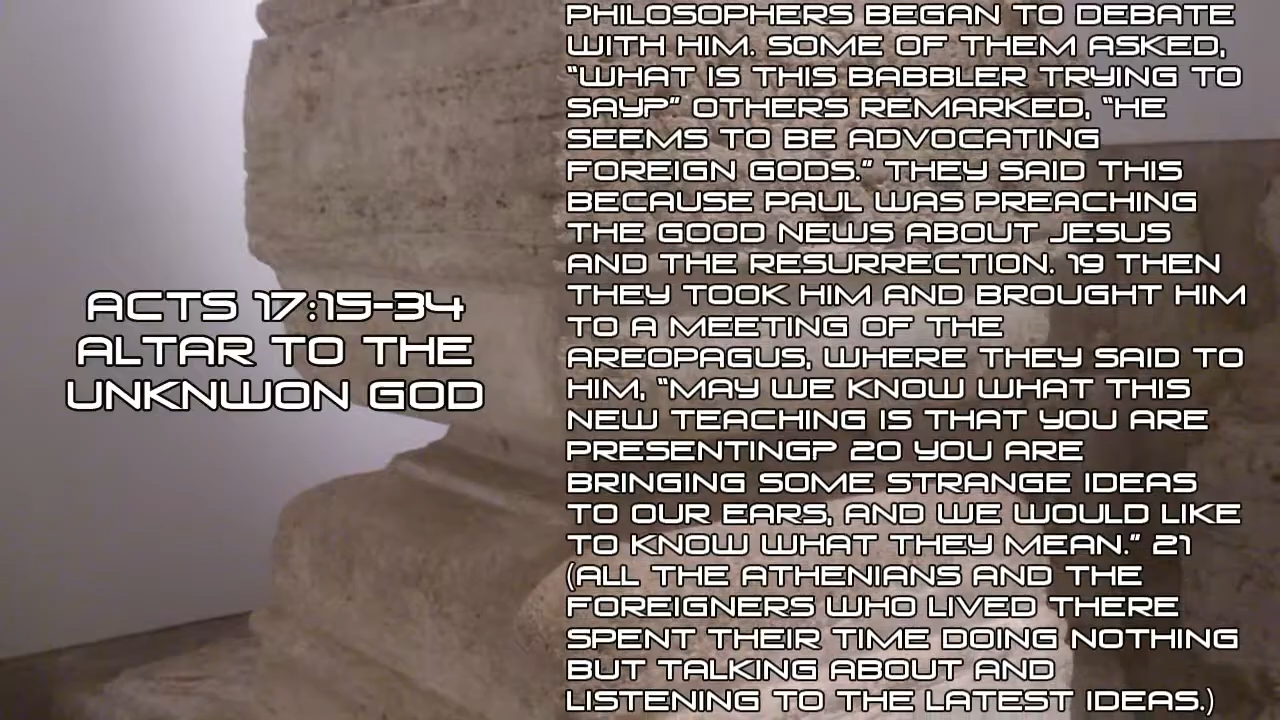 ACTS 17:15-34
ALTAR TO THE
UNKNWON GOD
PHILOSOPHERS BEGAN TO DEBATE
WITH HIM. SOME OF THEM ASKED,
“WHAT IS THIS BABBLER TRYING TO
SAY?” OTHERS REMARKED, “HE
SEEMS TO BE ADVOCATING
FOREIGN GODS.” THEY SAID THIS
BECAUSE PAUL WAS PREACHING
THE GOOD NEWS ABOUT JESUS
AND THE RESURRECTION. 19 THEN
THEY TOOK HIM AND BROUGHT HIM
TO A MEETING OF THE
AREOPAGUS, WHERE THEY SAID TO
HIM, “MAY WE KNOW WHAT THIS
NEW TEACHING IS THAT YOU ARE
PRESENTING? 20 YOU ARE
BRINGING SOME STRANGE IDEAS
TO OUR EARS, AND WE WOULD LIKE
TO KNOW WHAT THEY MEAN.” 21
(ALL THE ATHENIANS AND THE
FOREIGNERS WHO LIVED THERE
SPENT THEIR TIME DOING NOTHING
BUT TALKING ABOUT AND
LISTENING TO THE LATEST IDEAS.)